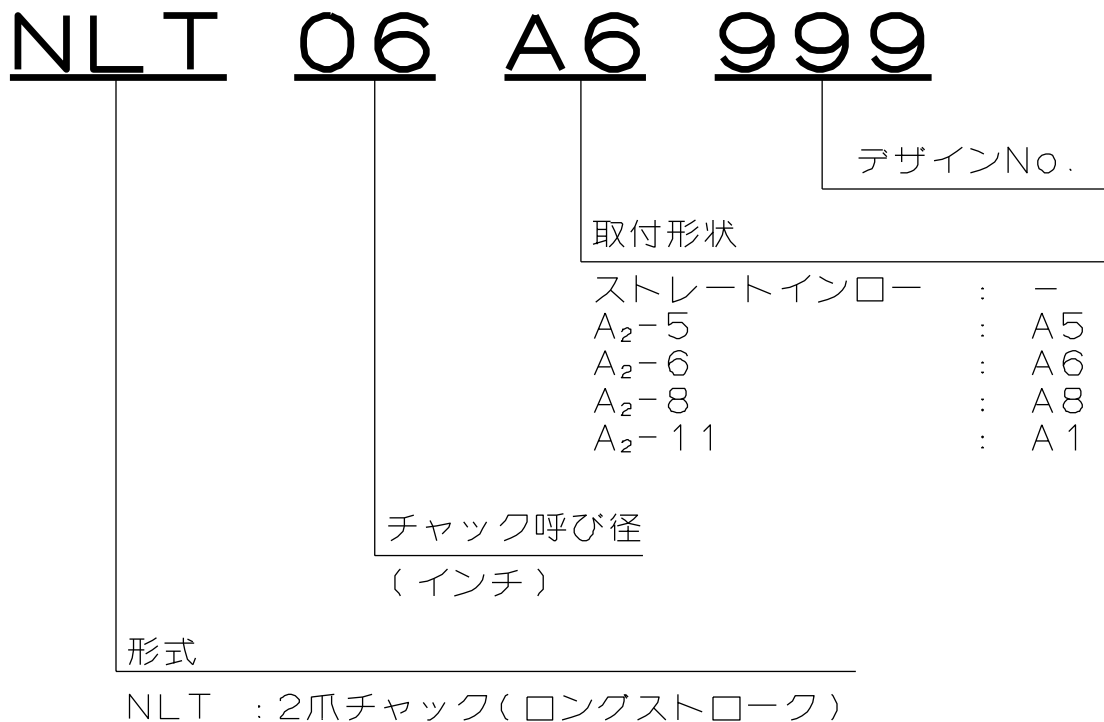 NLT 06 A6 999
デザインNo.
取付形状
ストレートインロー : －
A₂-5 : A5
A₂-6 : A6
A₂-8 : A8
A₂-11 : A1
チャック呼び径
(インチ)
形式
NLT :2爪チャック(ロングストローク)